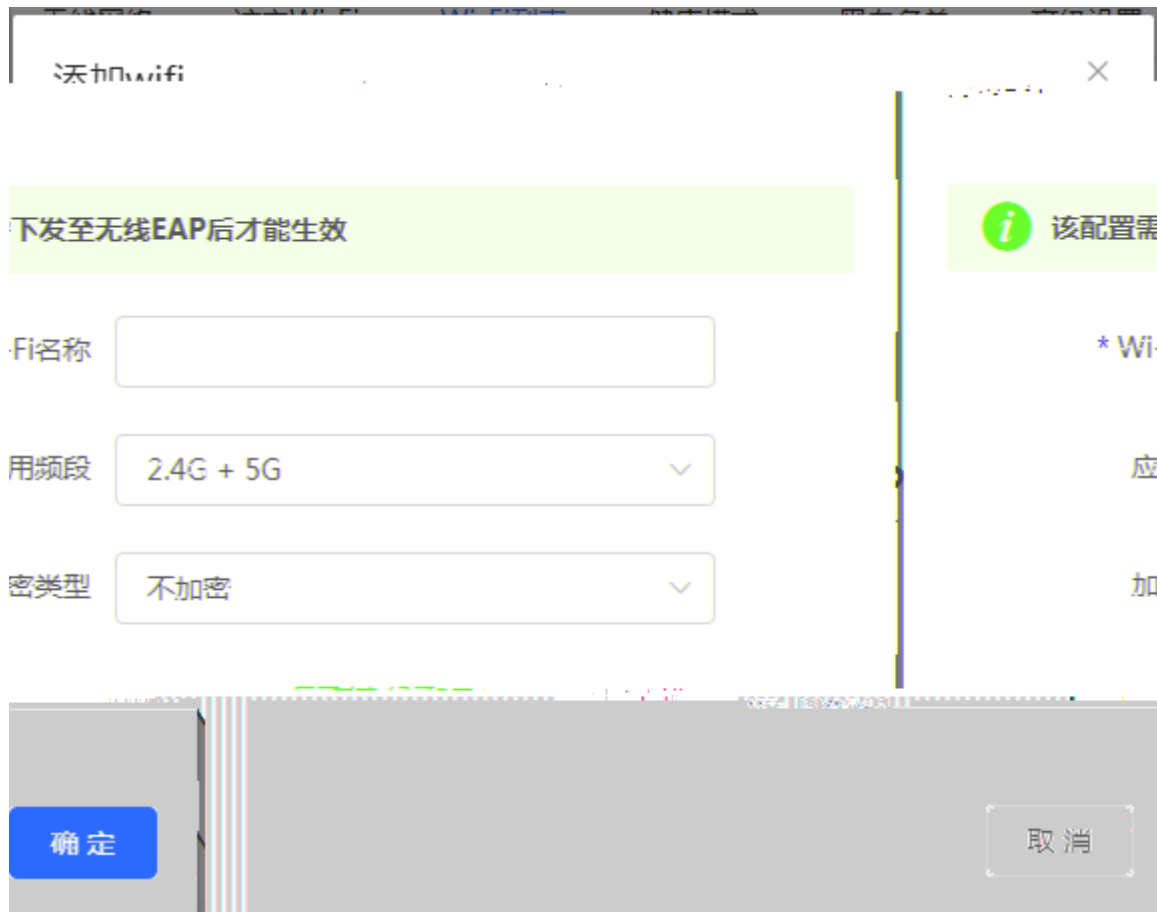 添加wifi
下发至无线EAP后才能生效 该配置需
-Fi名称 * Wi-
用频段 2.4G + 5G 应
密类型 不加密 加
确定 取消